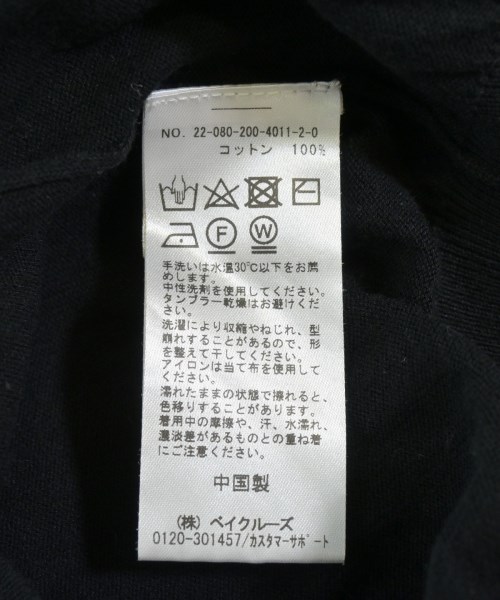 NO. 22-080-200-4011-2-0
コットン 100%
F
W
手洗いは水温30℃以下をお薦
めします。
中性洗剤を使用してください。
タンブラー乾燥はお避けくださ
い。
洗濯により収縮やねじれ、型
崩れすることがあるので、形
を整えて干してください。
アイロンは当て布を使用して
ください。
濡れたままの状態で擦れると、
色移りすることがあります。
着用中の摩擦や、汗、水濡れ、
濃淡差があるものとの重ね着
にご注意ください。
中国製
(株) ベイクルーズ
0120-301457/カスタマーサポート